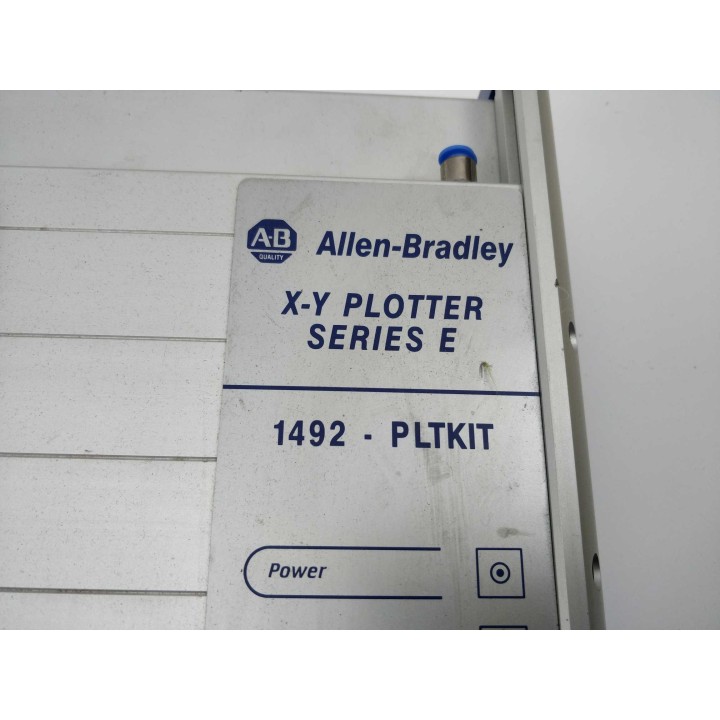 A·B
QUALITY
Allen-Bradley
X-Y PLOTTER
SERIES E
1492 - PLTKIT
Power